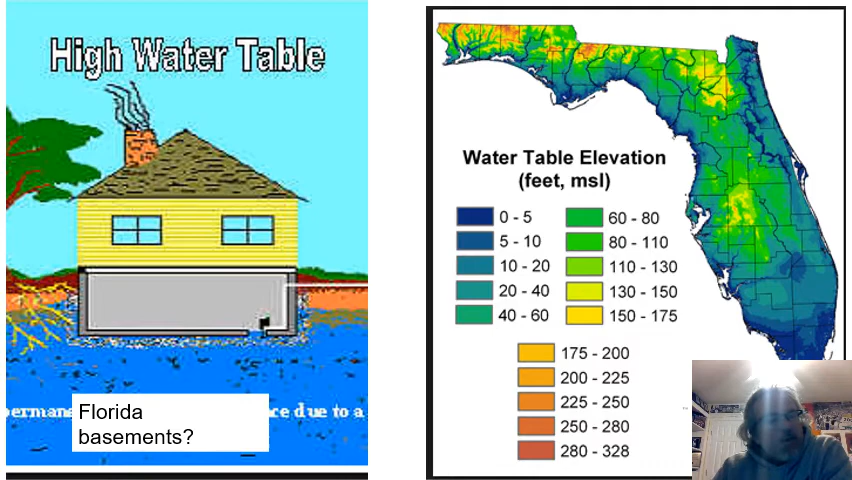 High Water Table
permane
ce due to a
Florida
basements?
Water Table Elevation
(feet, msl)
0 - 5
5 - 10
10 - 20
20 - 40
40 - 60
60 - 80
80 - 110
110 - 130
130 - 150
150 - 175
175 - 200
200 - 225
225 - 250
250 - 280
280 - 328